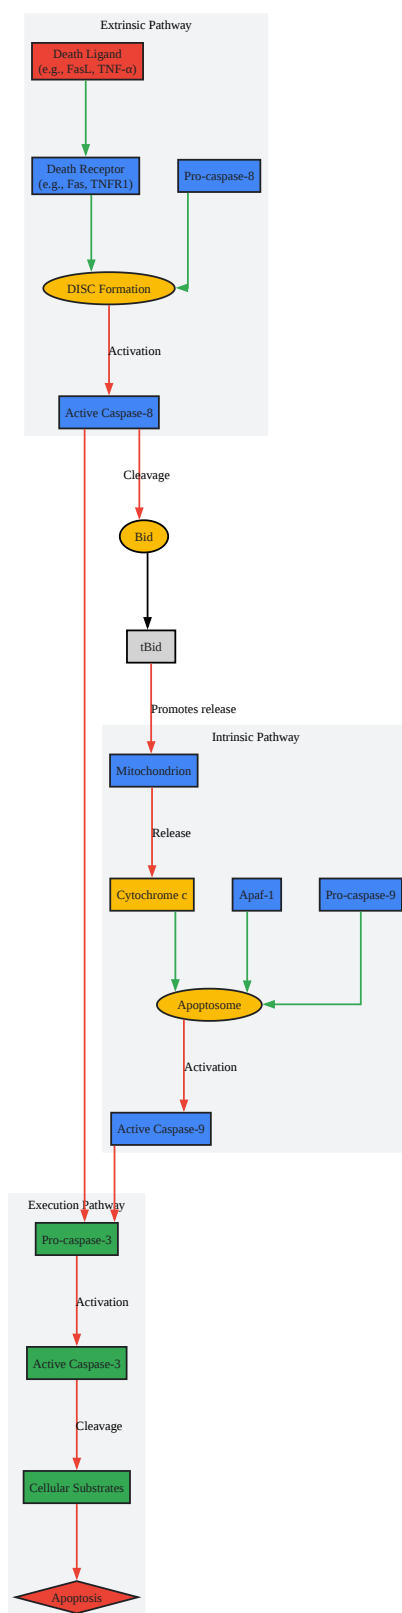 Extrinsic Pathway
Death Ligand
(e.g., FasL, TNF-α)
Death Receptor
(e.g., Fas, TNFR1)
Pro-caspase-8
DISC Formation
Activation
Active Caspase-8
Cleavage
Bid
tBid
Promotes release
Intrinsic Pathway
Mitochondrion
Release
Cytochrome c
Apaf-1
Pro-caspase-9
Apoptosome
Activation
Active Caspase-9
Execution Pathway
Pro-caspase-3
Activation
Active Caspase-3
Cleavage
Cellular Substrates
Apoptosis